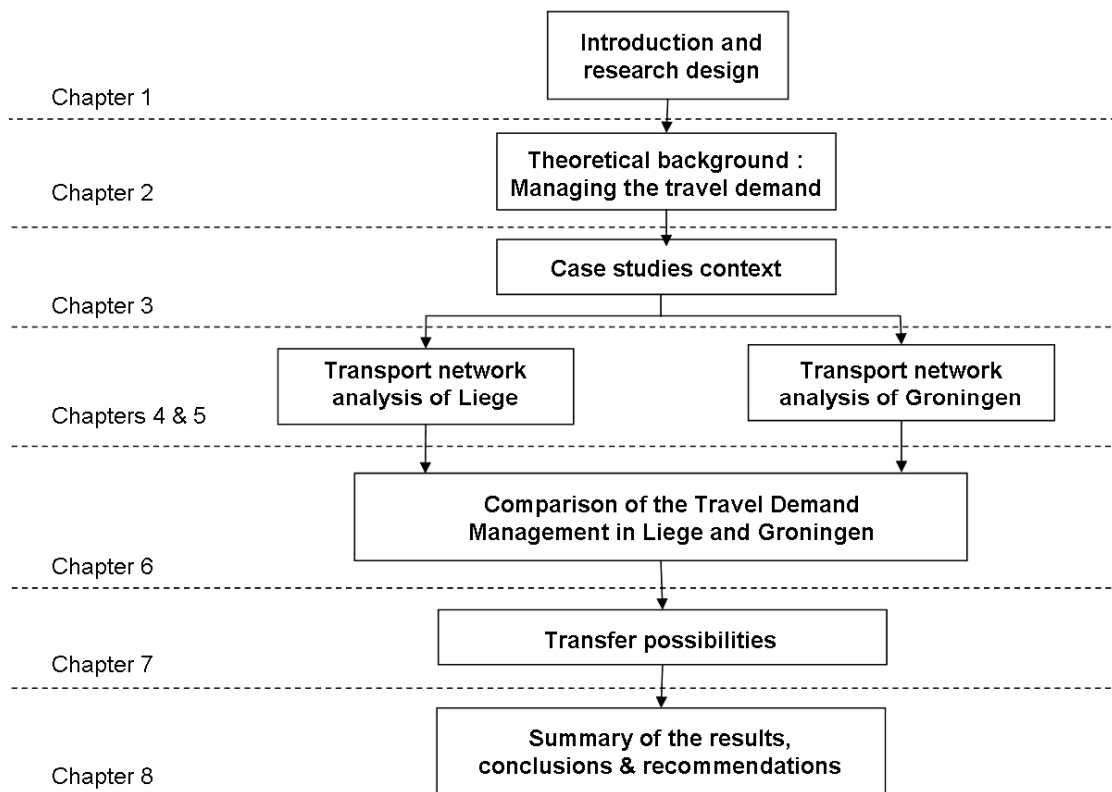 Introduction and
research design
Chapter 1
Theoretical background :
Managing the travel demand
Chapter 2
Case studies context
Chapter 3
Transport network
analysis of Liege
Transport network
analysis of Groningen
Chapters 4 & 5
Comparison of the Travel Demand
Management in Liege and Groningen
Chapter 6
Transfer possibilities
Chapter 7
Summary of the results,
conclusions & recommendations
Chapter 8